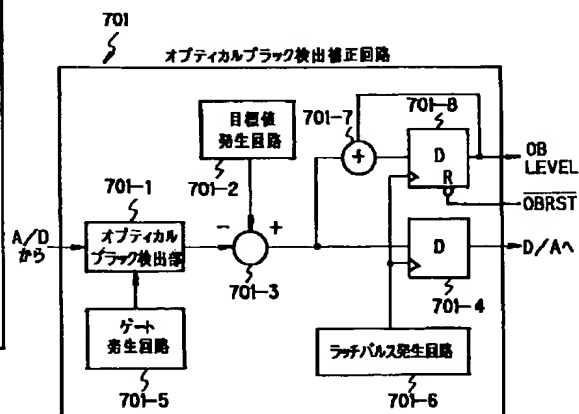 701
オプティカルブラック検出補正回路
目標値
発生回路
701-7
701-8
+
D
R
OB
LEVEL
OBRST
701-2
701-1
A/D
から
オプティカル
ブラック検出部
-
+
701-3
D
D/Aへ
701-4
ゲート
発生回路
701-5
ラッチパルス発生回路
701-6